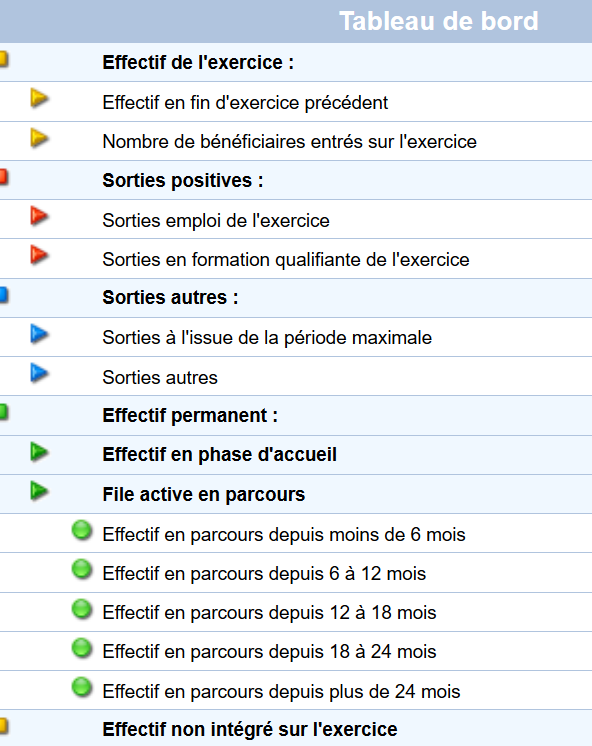 Tableau de bord
Effectif de l'exercice :
Effectif en fin d'exercice précédent
Nombre de bénéficiaires entrés sur l'exercice
Sorties positives :
Sorties emploi de l'exercice
Sorties en formation qualifiante de l'exercice
Sorties autres :
Sorties à l'issue de la période maximale
Sorties autres
Effectif permanent :
Effectif en phase d'accueil
File active en parcours
Effectif en parcours depuis moins de 6 mois
Effectif en parcours depuis 6 à 12 mois
Effectif en parcours depuis 12 à 18 mois
Effectif en parcours depuis 18 à 24 mois
Effectif en parcours depuis plus de 24 mois
Effectif non intégré sur l'exercice